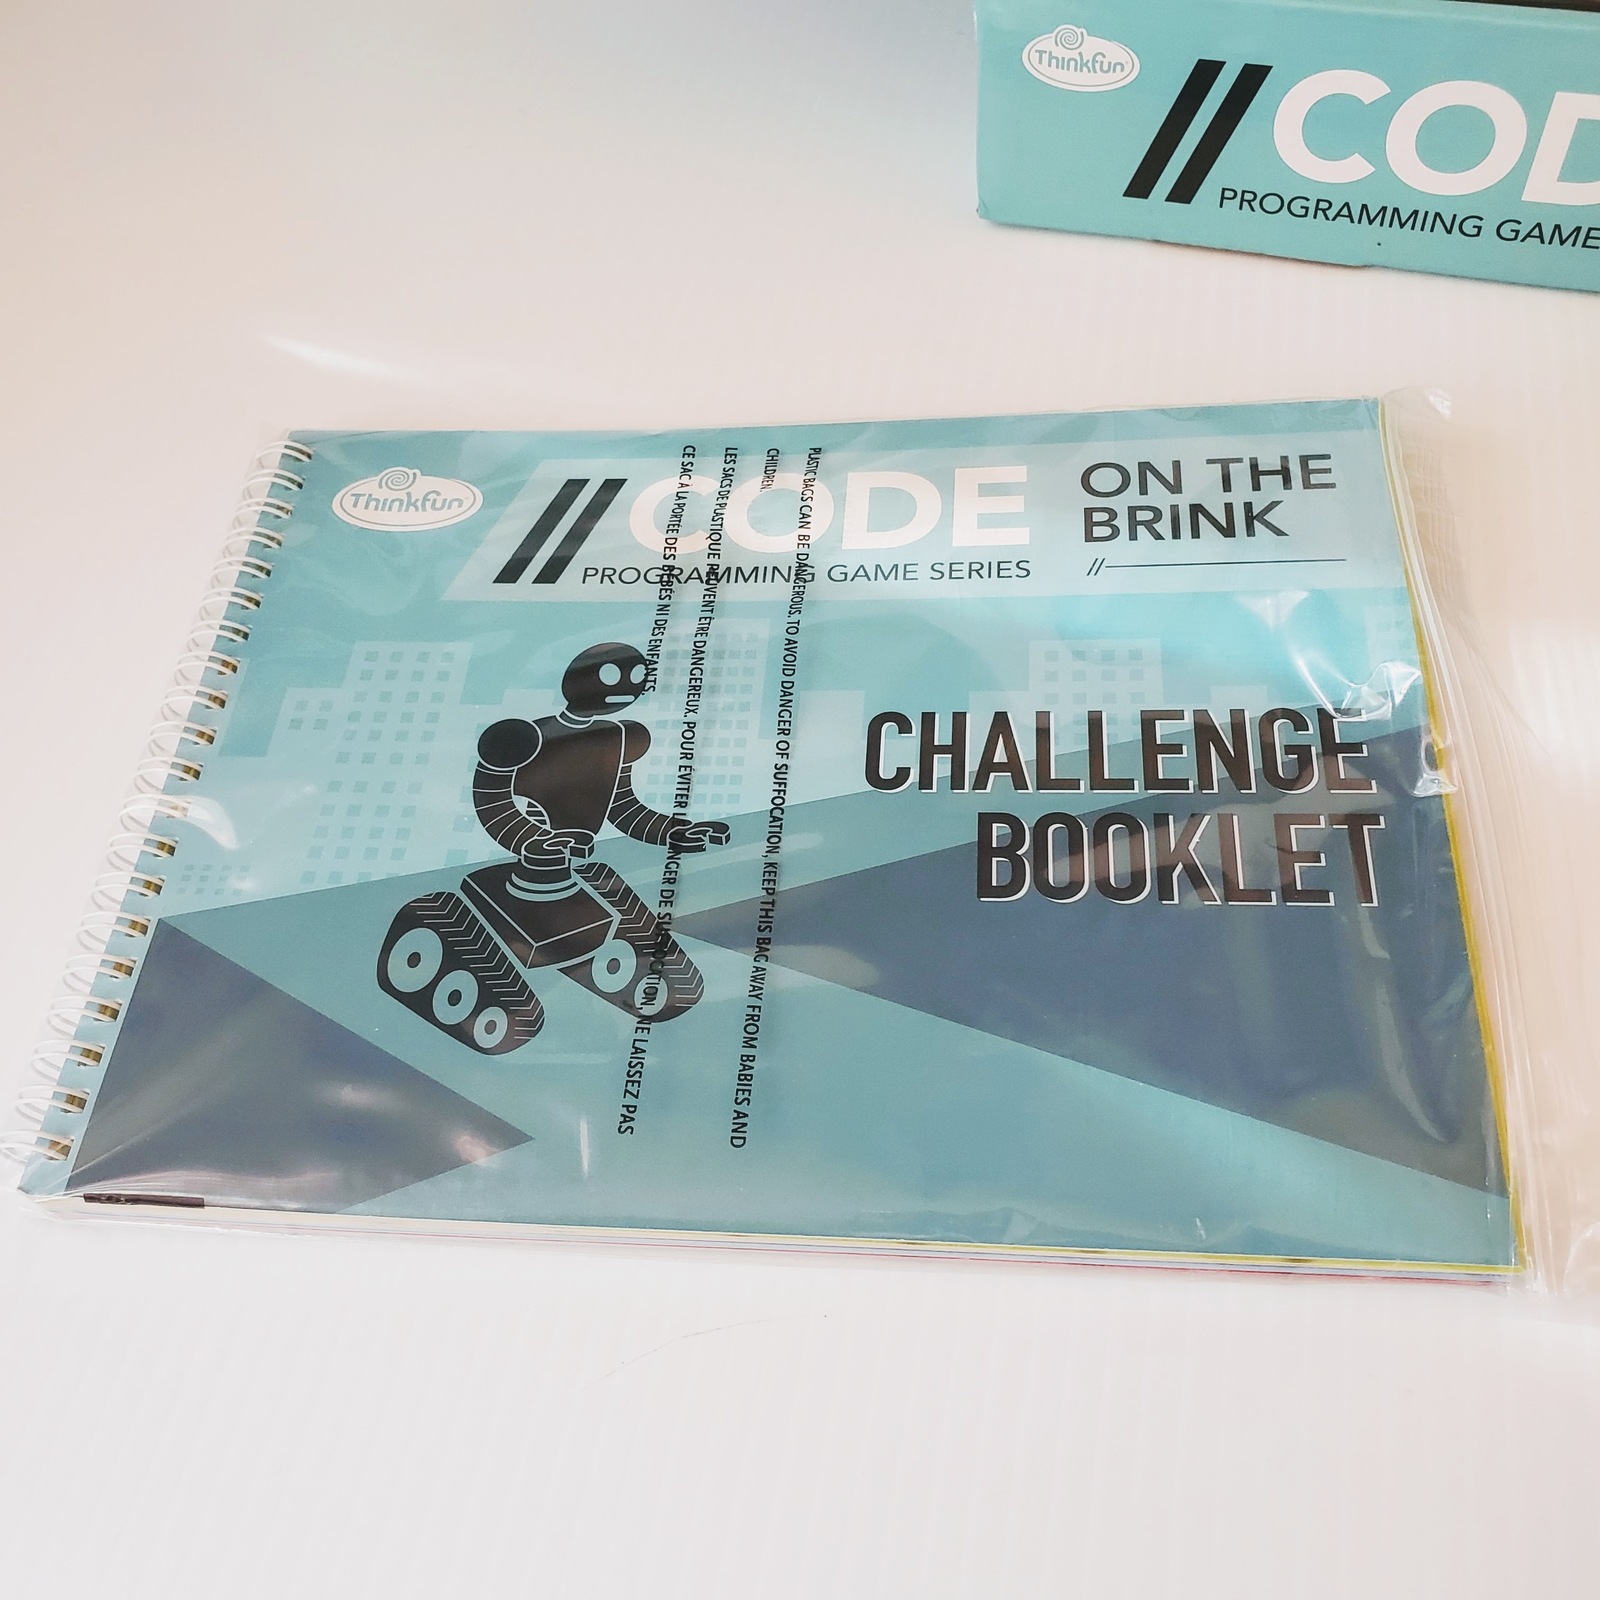 Thinkfun
//COD
PROGRAMMING GAME
Thinkfun
//CODE
PROGRAMMING GAME SERIES
ON THE
BRINK
//
CHALLENGE
BOOKLET
PLASTIC BAGS CAN BE DANGEROUS. TO AVOID DANGER OF SUFFOCATION, KEEP THIS BAG AWAY FROM BABIES AND
CHILDREN.
LES SACS DE PLASTIQUE PEUVENT ÊTRE DANGEREUX. POUR ÉVITER LE DANGER DE SUFFOCATION, NE LAISSEZ PAS
CE SAC À LA PORTÉE DES BÉBÉS NI DES ENFANTS.